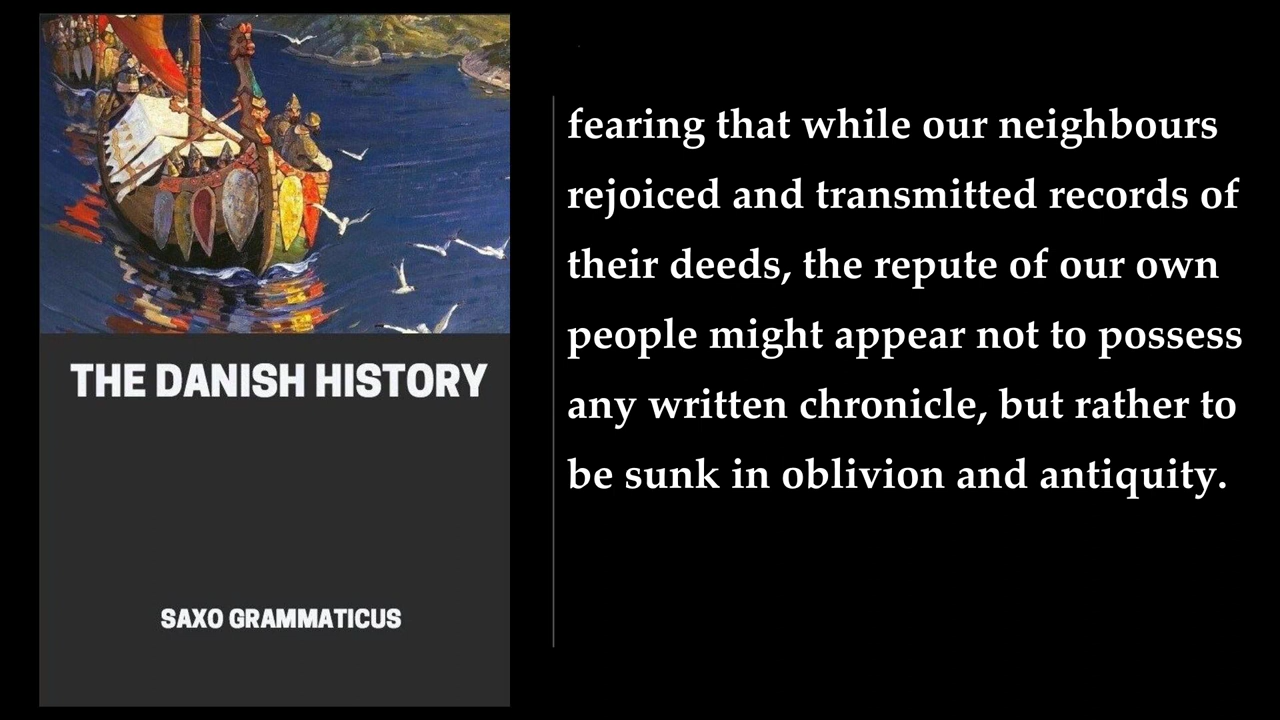 THE DANISH HISTORY
SAXO GRAMMATICUS
fearing that while our neighbours
rejoiced and transmitted records of
their deeds, the repute of our own
people might appear not to possess
any written chronicle, but rather to
be sunk in oblivion and antiquity.